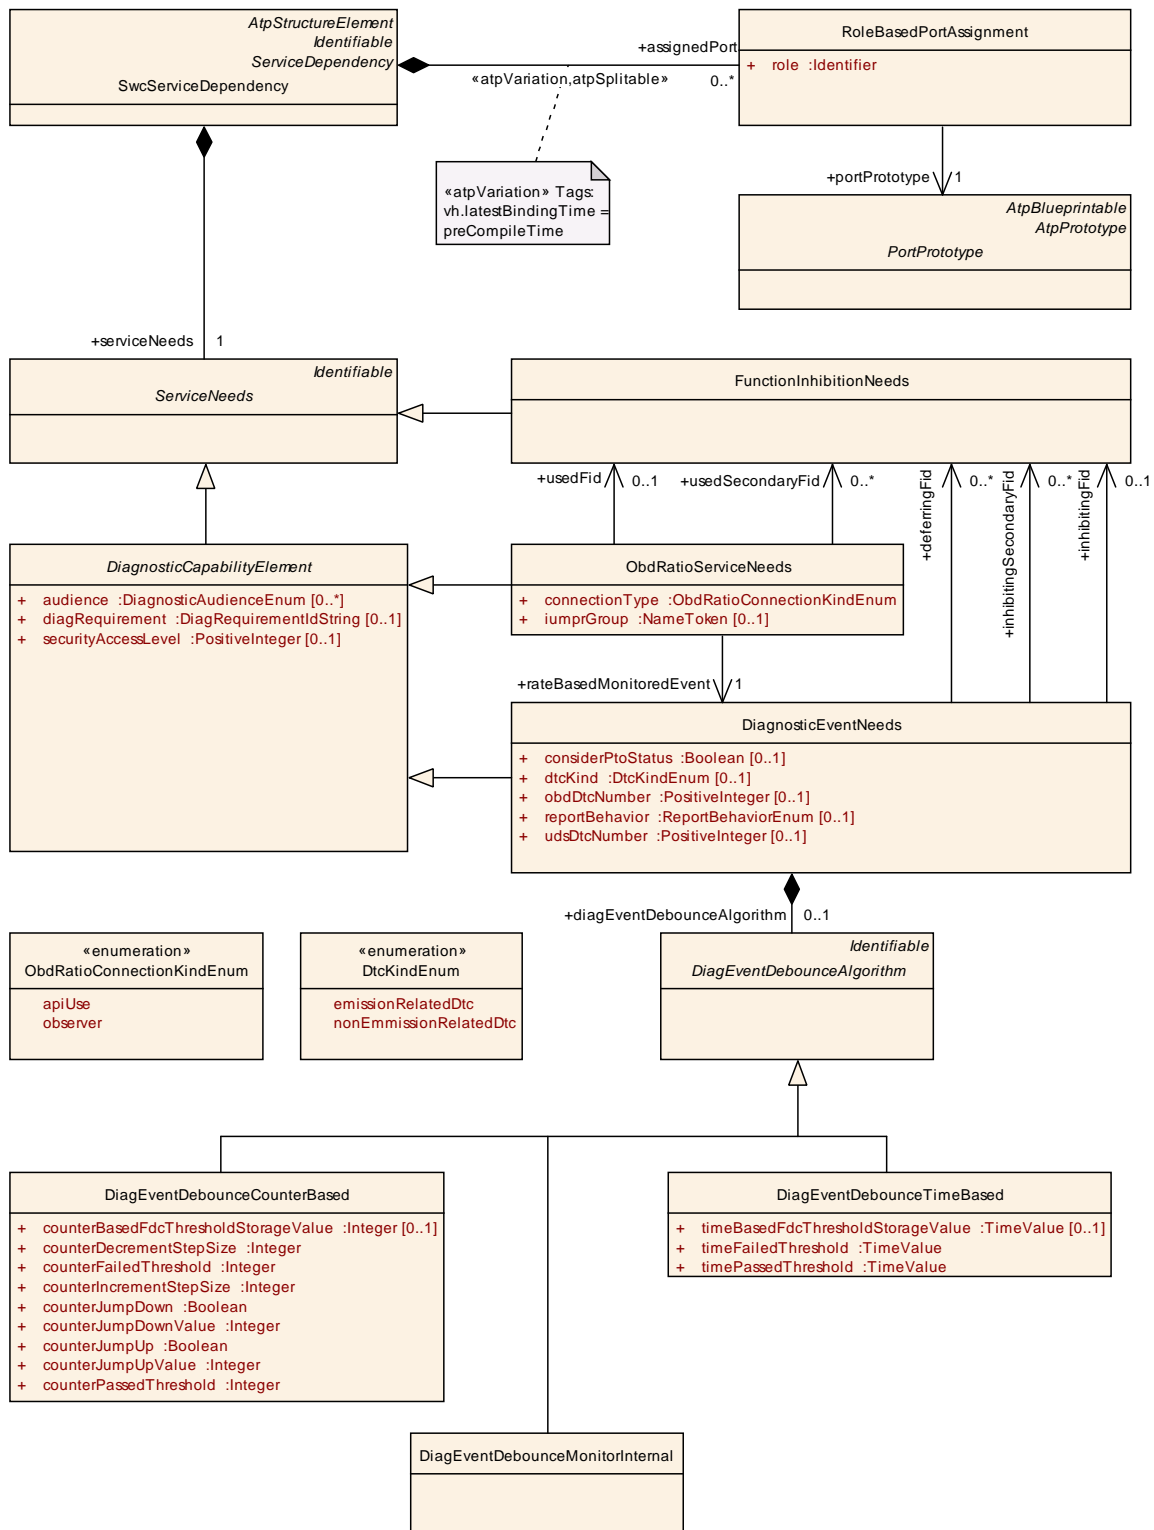 AtpStructureElement
Identifiable
ServiceDependency
SwcServiceDependency
+assignedPort
«atpVariation,atpSplitable»
0..*
RoleBasedPortAssignment
+ role :Identifier
«atpVariation» Tags:
vh.latestBindingTime =
preCompileTime
+portPrototype
1
AtpBlueprintable
AtpPrototype
PortPrototype
+serviceNeeds
1
Identifiable
ServiceNeeds
FunctionInhibitionNeeds
+usedFid
0..1
+usedSecondaryFid
0..*
+deferringFid
0..*
+inhibitingSecondaryFid
0..*
+inhibitingFid
0..1
DiagnosticCapabilityElement
+ audience :DiagnosticAudienceEnum [0..*]
+ diagRequirement :DiagRequirementIdString [0..1]
+ securityAccessLevel :PositiveInteger [0..1]
ObdRatioServiceNeeds
+ connectionType :ObdRatioConnectionKindEnum
+ iumprGroup :NameToken [0..1]
+rateBasedMonitoredEvent
1
DiagnosticEventNeeds
+ considerPtoStatus :Boolean [0..1]
+ dtcKind :DtcKindEnum [0..1]
+ obdDtcNumber :PositiveInteger [0..1]
+ reportBehavior :ReportBehaviorEnum [0..1]
+ udsDtcNumber :PositiveInteger [0..1]
+diagEventDebounceAlgorithm
0..1
«enumeration»
ObdRatioConnectionKindEnum
apiUse
observer
«enumeration»
DtcKindEnum
emissionRelatedDtc
nonEmmissionRelatedDtc
Identifiable
DiagEventDebounceAlgorithm
DiagEventDebounceCounterBased
+ counterBasedFdcThresholdStorageValue :Integer [0..1]
+ counterDecrementStepSize :Integer
+ counterFailedThreshold :Integer
+ counterIncrementStepSize :Integer
+ counterJumpDown :Boolean
+ counterJumpDownValue :Integer
+ counterJumpUp :Boolean
+ counterJumpUpValue :Integer
+ counterPassedThreshold :Integer
DiagEventDebounceTimeBased
+ timeBasedFdcThresholdStorageValue :TimeValue [0..1]
+ timeFailedThreshold :TimeValue
+ timePassedThreshold :TimeValue
DiagEventDebounceMonitorInternal